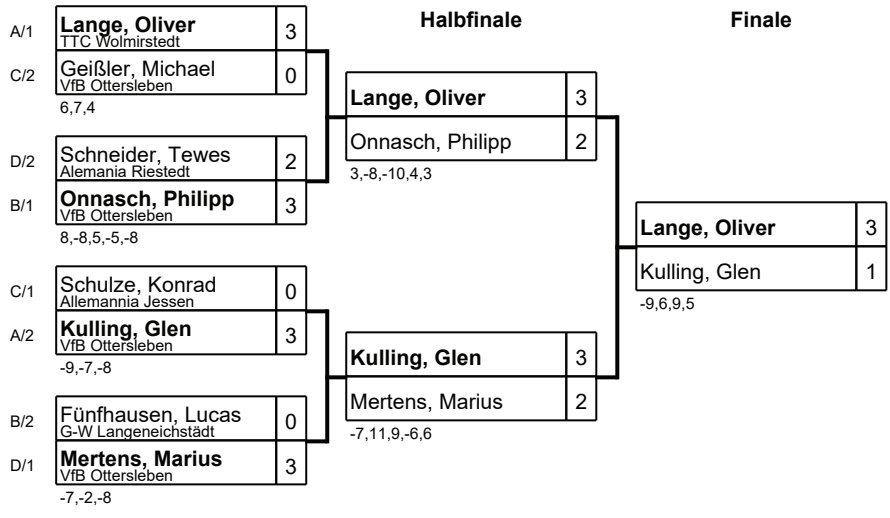 Halbfinale
Finale
A/1 Lange, Oliver 3
TTC Wolmirstedt
C/2 Geißler, Michael 0
VfB Ottersleben
6,7,4
D/2 Schneider, Tewes 2
Alemania Riestedt
B/1 Onnasch, Philipp 3
VfB Ottersleben
8,-8,5,-5,-8
C/1 Schulze, Konrad 0
Allemannia Jessen
A/2 Kulling, Glen 3
VfB Ottersleben
-9,-7,-8
B/2 Fünfhausen, Lucas 0
G-W Langeneichstädt
D/1 Mertens, Marius 3
VfB Ottersleben
-7,-2,-8
Lange, Oliver 3
Onnasch, Philipp 2
3,-8,-10,4,3
Kulling, Glen 3
Mertens, Marius 2
-7,11,9,-6,6
Lange, Oliver 3
Kulling, Glen 1
-9,6,9,5